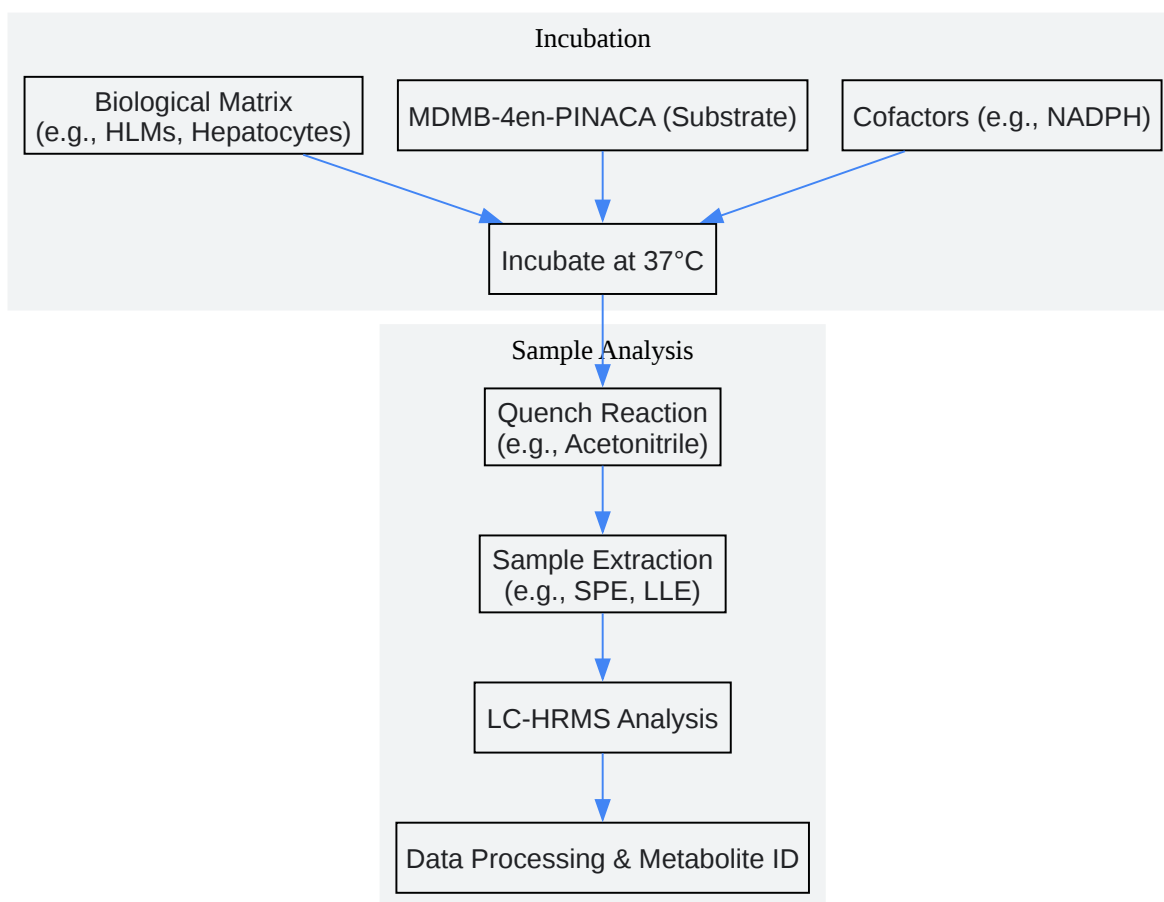 Incubation
Biological Matrix
(e.g., HLMs, Hepatocytes)
MDMB-4en-PINACA (Substrate)
Cofactors (e.g., NADPH)
Incubate at 37°C
Sample Analysis
Quench Reaction
(e.g., Acetonitrile)
Sample Extraction
(e.g., SPE, LLE)
LC-HRMS Analysis
Data Processing & Metabolite ID